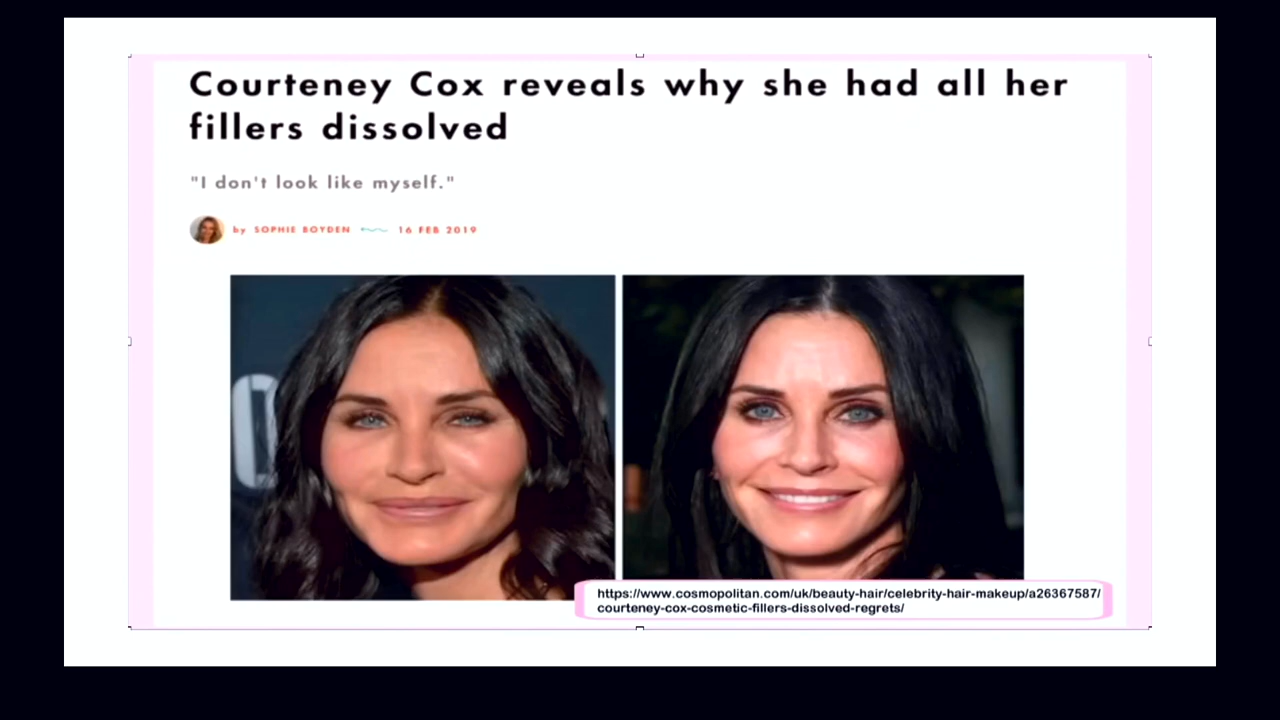 Courteney Cox reveals why she had all her
fillers dissolved
"I don't look like myself."
by SOPHIE BOYDEN 16 FEB 2019
https://www.cosmopolitan.com/uk/beauty-hair/celebrity-hair-makeup/a26367587/
courteney-cox-cosmetic-fillers-dissolved-regrets/